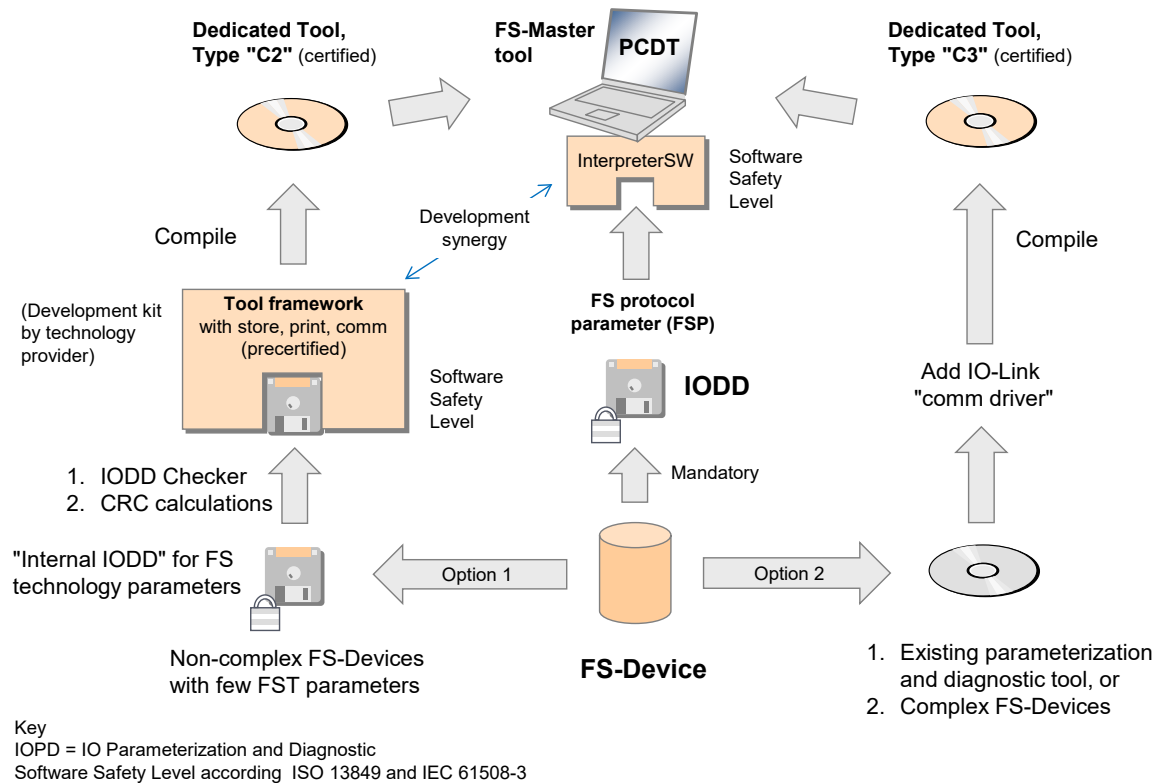 Dedicated Tool,
Type "C2" (certified)
FS-Master
tool
PCDT
Dedicated Tool,
Type "C3" (certified)
InterpreterSW
Software
Safety
Level
Development
synergy
Compile
Compile
(Development kit
by technology
provider)
Tool framework
with store, print, comm
(precertified)
Software
Safety
Level
FS protocol
parameter (FSP)
IODD
Add IO-Link
"comm driver"
1. IODD Checker
2. CRC calculations
Mandatory
"Internal IODD" for FS
technology parameters
Option 1
Option 2
Non-complex FS-Devices
with few FST parameters
FS-Device
1. Existing parameterization
and diagnostic tool, or
2. Complex FS-Devices
Key
IOPD = IO Parameterization and Diagnostic
Software Safety Level according ISO 13849 and IEC 61508-3